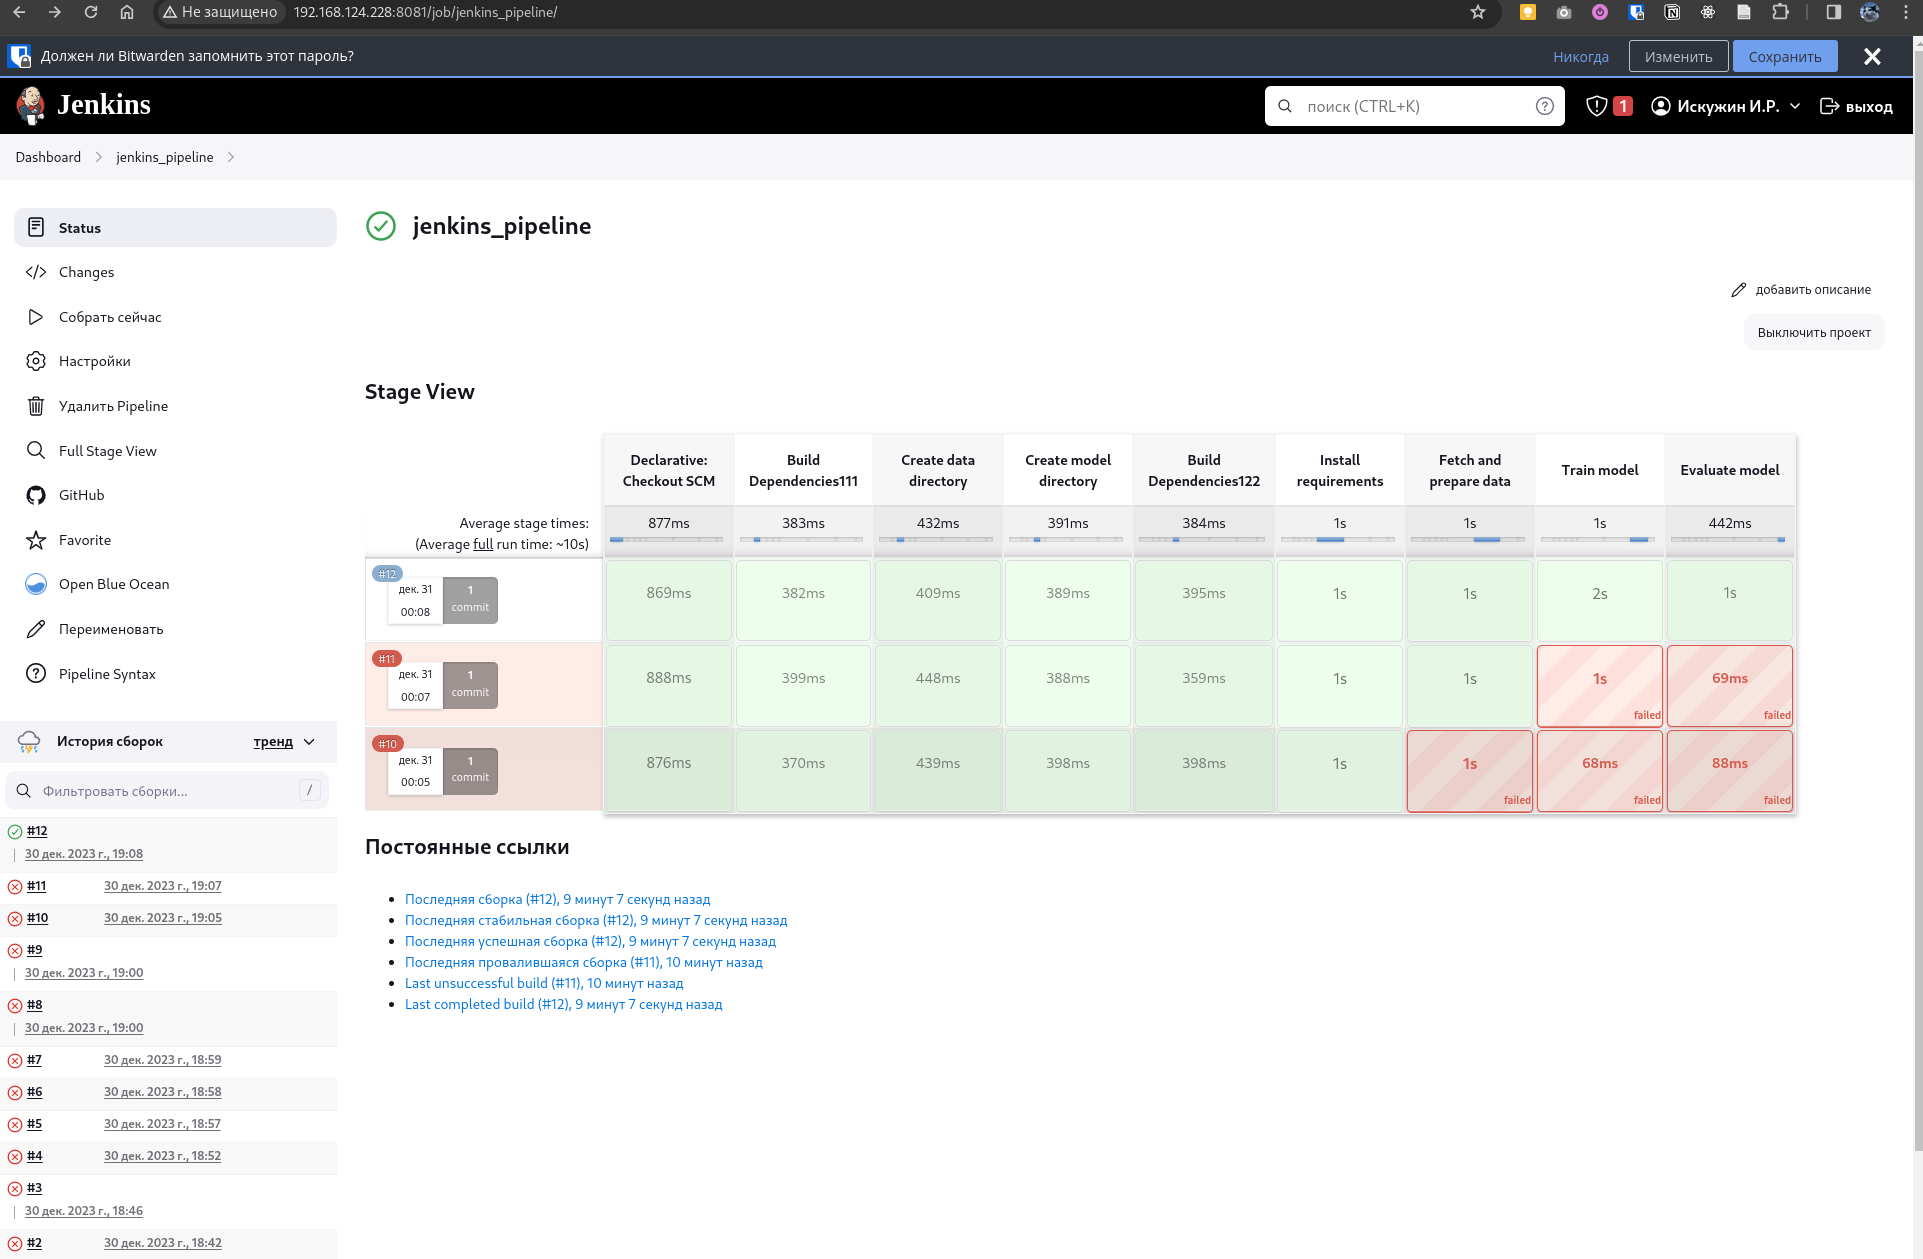 Не защищено
192.168.124.228:8081/job/jenkins_pipeline/
Должен ли Bitwarden запомнить этот пароль?
Никогда
Изменить
Сохранить
Jenkins
поиск (CTRL+K)
1
Искужин И.Р.
выход
Dashboard
jenkins_pipeline
Status
Changes
Собрать сейчас
Настройки
Удалить Pipeline
Full Stage View
GitHub
Favorite
Open Blue Ocean
Переименовать
Pipeline Syntax
История сборок
тренд
Фильтровать сборки...
/
#12
30 дек. 2023 г., 19:08
#11 30 дек. 2023 г., 19:07
#10 30 дек. 2023 г., 19:05
#9
30 дек. 2023 г., 19:00
#8
30 дек. 2023 г., 19:00
#7 30 дек. 2023 г., 18:59
#6 30 дек. 2023 г., 18:58
#5 30 дек. 2023 г., 18:57
#4 30 дек. 2023 г., 18:52
#3
30 дек. 2023 г., 18:46
#2 30 дек. 2023 г., 18:42
jenkins_pipeline
добавить описание
Выключить проект
Stage View
Declarative: Checkout SCM
Build Dependencies111
Create data directory
Create model directory
Build Dependencies122
Install requirements
Fetch and prepare data
Train model
Evaluate model
Average stage times:
(Average full run time: ~10s)
877ms 383ms 432ms 391ms 384ms 1s 1s 1s 442ms
#12
дек. 31
00:08
1
commit
869ms 382ms 409ms 389ms 395ms 1s 1s 2s 1s
#11
дек. 31
00:07
1
commit
888ms 399ms 448ms 388ms 359ms 1s 1s 1s 69ms
failed failed
#10
дек. 31
00:05
1
commit
876ms 370ms 439ms 398ms 398ms 1s 1s 68ms 88ms
failed failed failed
Постоянные ссылки
Последняя сборка (#12), 9 минут 7 секунд назад
Последняя стабильная сборка (#12), 9 минут 7 секунд назад
Последняя успешная сборка (#12), 9 минут 7 секунд назад
Последняя провалившаяся сборка (#11), 10 минут назад
Last unsuccessful build (#11), 10 минут назад
Last completed build (#12), 9 минут 7 секунд назад